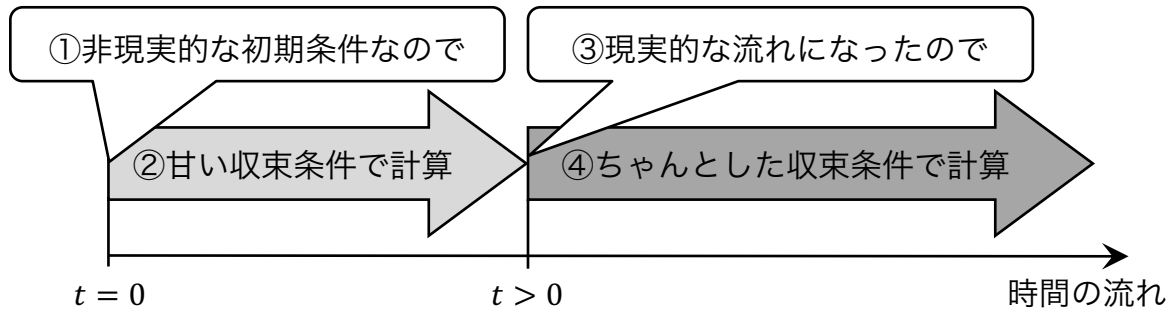 ①非現実的な初期条件なので
③現実的な流れになったので
②甘い収束条件で計算
④ちゃんとした収束条件で計算
t = 0
t > 0
時間の流れ